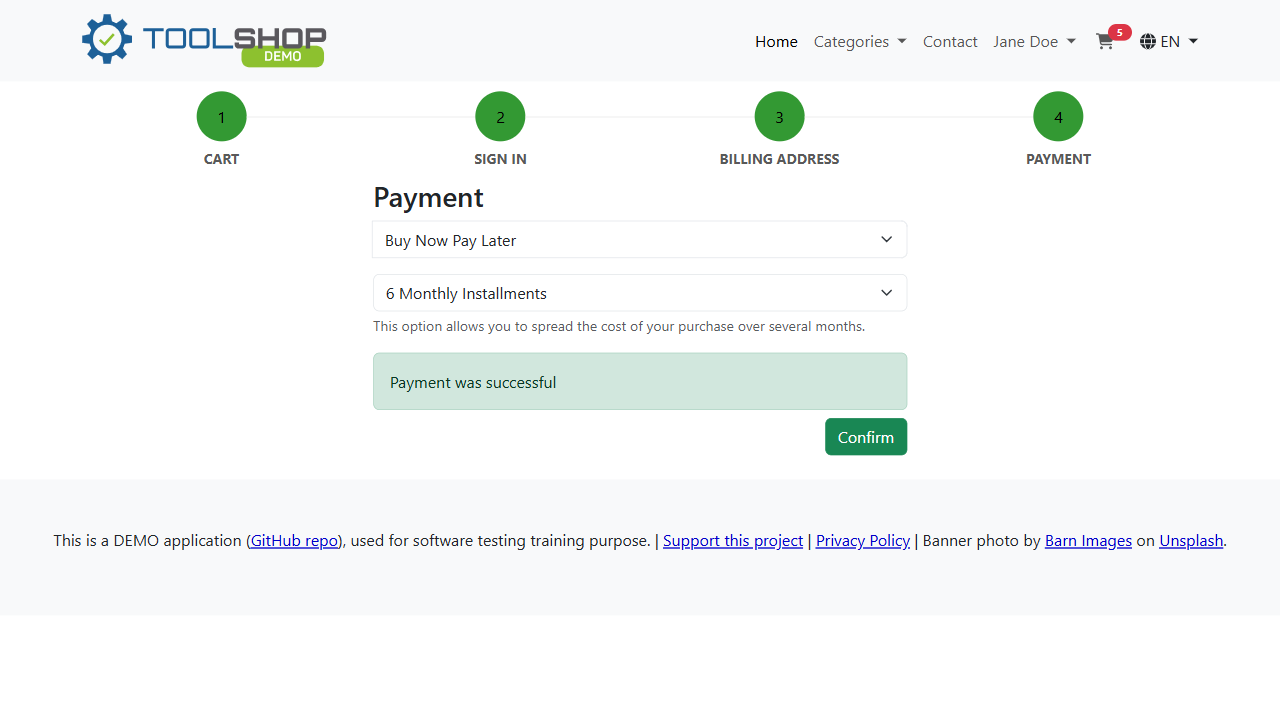 TOOLSHOP
DEMO
Home Categories Contact Jane Doe 5 EN
1 2 3 4
CART SIGN IN BILLING ADDRESS PAYMENT
Payment
Buy Now Pay Later
6 Monthly Installments
This option allows you to spread the cost of your purchase over several months.
Payment was successful
Confirm
This is a DEMO application (GitHub repo), used for software testing training purpose. | Support this project | Privacy Policy | Banner photo by Barn Images on Unsplash.